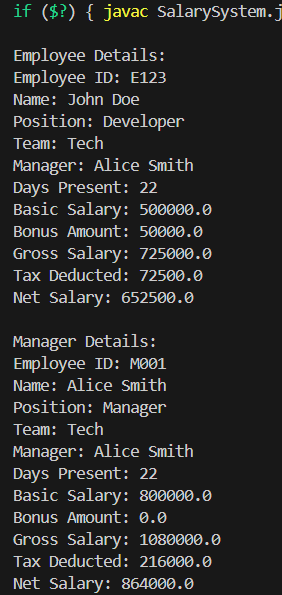 if ($?) { javac SalarySystem.j
Employee Details:
Employee ID: E123
Name: John Doe
Position: Developer
Team: Tech
Manager: Alice Smith
Days Present: 22
Basic Salary: 500000.0
Bonus Amount: 50000.0
Gross Salary: 725000.0
Tax Deducted: 72500.0
Net Salary: 652500.0
Manager Details:
Employee ID: M001
Name: Alice Smith
Position: Manager
Team: Tech
Manager: Alice Smith
Days Present: 22
Basic Salary: 800000.0
Bonus Amount: 0.0
Gross Salary: 1080000.0
Tax Deducted: 216000.0
Net Salary: 864000.0